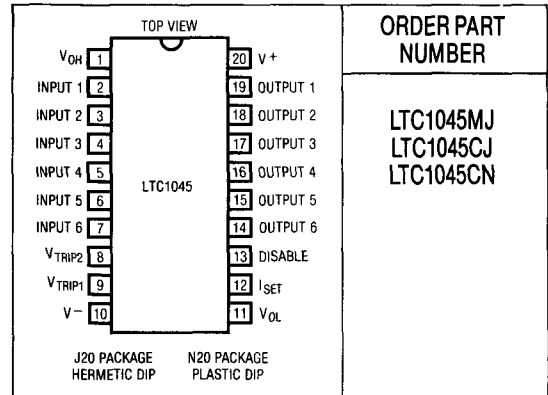 TOP VIEW
VOH 1
20 V+
INPUT 1 2
19 OUTPUT 1
INPUT 2 3
18 OUTPUT 2
INPUT 3 4
17 OUTPUT 3
INPUT 4 5
16 OUTPUT 4
LTC1045
INPUT 5 6
15 OUTPUT 5
INPUT 6 7
14 OUTPUT 6
VTRIP2 8
13 DISABLE
VTRIP1 9
12 ISET
V− 10
11 VOL
J20 PACKAGE
HERMETIC DIP
N20 PACKAGE
PLASTIC DIP
ORDER PART
NUMBER
LTC1045MJ
LTC1045CJ
LTC1045CN